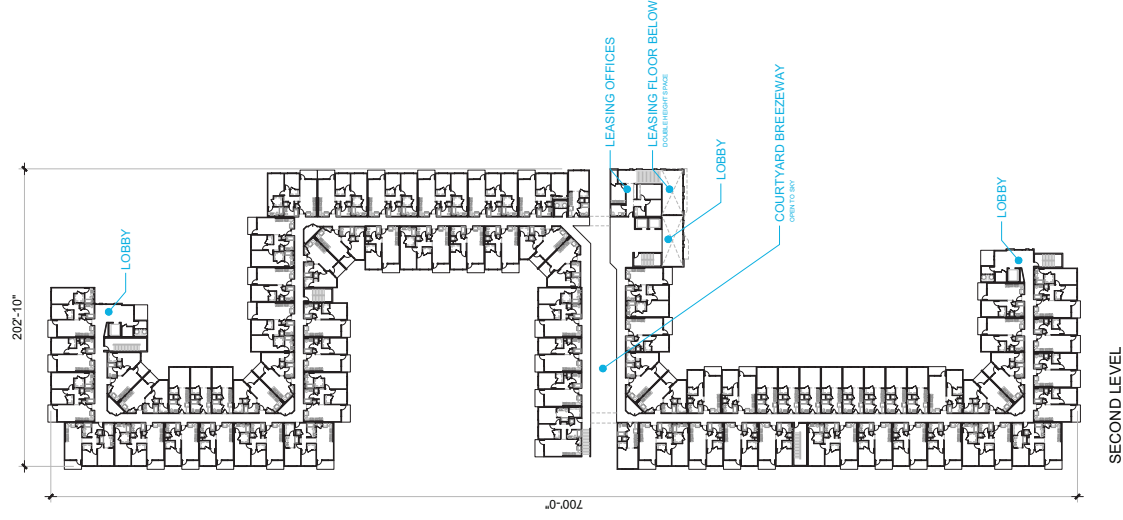 LEASING OFFICES
LEASING FLOOR BELOW
DOUBLE HEIGHT SPACE
LOBBY
COURTYARD BREEZEWAY
OPEN TO SKY
LOBBY
LOBBY
202'-10"
700'-0"
SECOND LEVEL